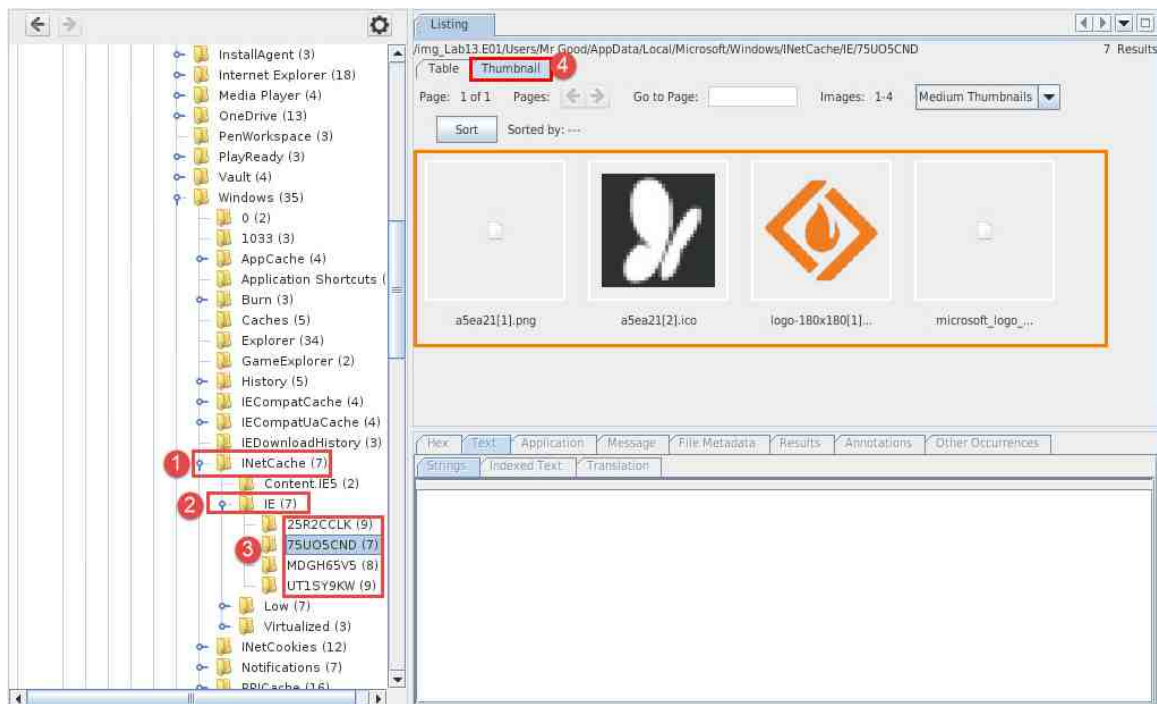 InstallAgent (3)
Internet Explorer (18)
Media Player (4)
OneDrive (13)
PenWorkspace (3)
PlayReady (3)
Vault (4)
Windows (35)
0 (2)
1033 (3)
AppCache (4)
Application Shortcuts (
Burn (3)
Caches (5)
Explorer (34)
GameExplorer (2)
History (5)
IECompatCache (4)
IECompatUaCache (4)
IEDownloadHistory (3)
1 INetCache (7)
Content.IE5 (2)
2 IE (7)
25R2CCLK (9)
3 75UO5CND (7)
MDGH65V5 (8)
UT1SY9KW (9)
Low (7)
Virtualized (3)
INetCookies (12)
Notifications (7)
PRICache (16)
Listing
/img_Lab13.E01/Users/Mr Good/AppData/Local/Microsoft/Windows/INetCache/IE/75UO5CND 7 Results
Table Thumbnail 4
Page: 1 of 1 Pages: Go to Page: Images: 1-4 Medium Thumbnails
Sort Sorted by: ---
a5ea21[1].png a5ea21[2].ico logo-180x180[1]... microsoft_logo_...
Hex Text Application Message File Metadata Results Annotations Other Occurrences
Strings Indexed Text Translation